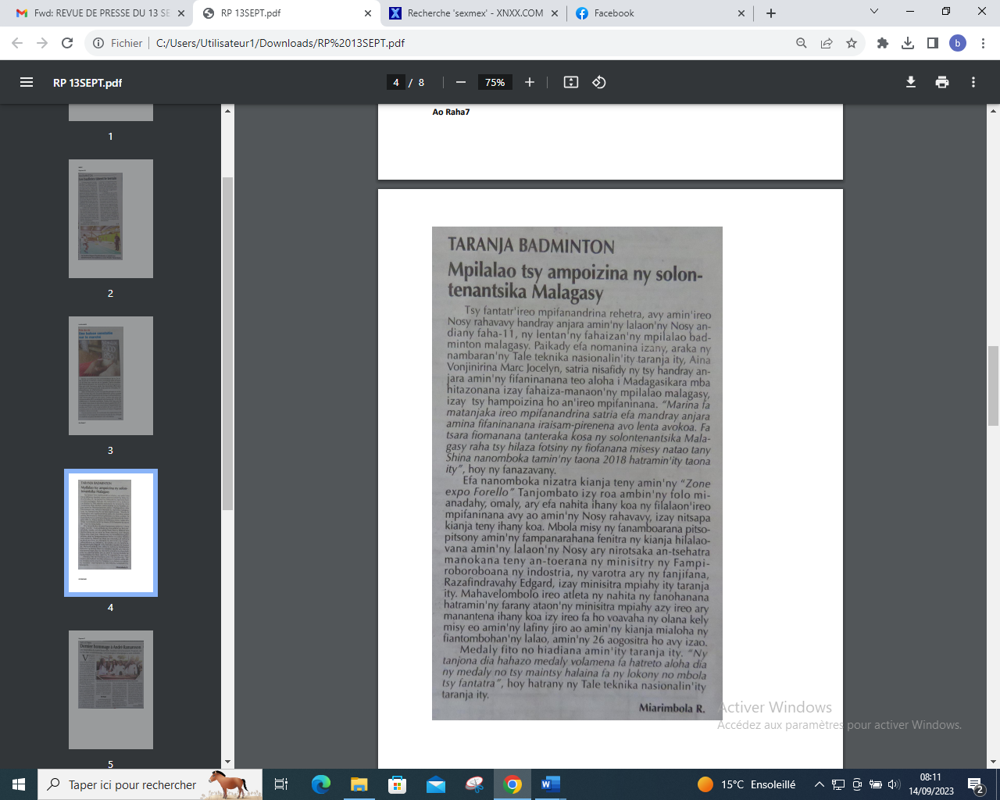 Fwd: REVUE DE PRESSE DU 13 SE
RP 13SEPT.pdf
Recherche 'sexmex' - XNXX.COM
Facebook
Fichier
C:/Users/Utilisateur1/Downloads/RP%2013SEPT.pdf
b
RP 13SEPT.pdf
4 / 8
75%
1
2
3
4
5
Ao Raha7
TARANJA BADMINTON
Mpilalao tsy ampoizina ny solon-
tenantsika Malagasy
Tsy fantatr'ireo mpifanandrina rehetra, avy amin'ireo
Nosy rahavavy handray anjara amin'ny lalaon'ny Nosy an-
diany faha-11, ny lentan'ny fahaizan'ny mpilalao bad-
minton malagasy. Paikady efa nomanina izany, araka ny
nambaran'ny Tale teknika nasionalin'ity taranja ity, Aina
Vonjinirina Marc Jocelyn, satria nisafidy ny tsy handray an-
jara amin'ny fifaninanana teo aloha i Madagasikara mba
hitazonana izay fahaiza-manaon'ny mpilalao malagasy,
izay tsy hampoizina ho an'ireo mpifaninana. "Marina fa
matanjaka ireo mpifanandrina satria efa mandray anjara
amina fifaninanana iraisam-pirenena avo lenta avokoa. Fa
tsara fiomanana tanteraka kosa ny solontenantsika Mala-
gasy raha tsy hilaza fotsiny ny fiofanana misesy natao tany
Shina nanomboka tamin'ny taona 2018 hatramin'ity taona
ity", hoy ny fanazavany.
Efa nanomboka nizatra kianja teny amin'ny "Zone
expo Forello" Tanjombato izy roa ambin'ny folo mi-
anadahy, omaly, ary efa nahita ihany koa ny filalaon'ireo
mpifaninana avy ao amin'ny Nosy rahavavy, izay nitsapa
kianja teny ihany koa. Mbola misy ny fanamboarana pitso-
pitsony amin'ny fampanarahana fenitra ny kianja hilalao-
vana amin'ny lalaon'ny Nosy ary nirotsaka an-tsehatra
manokana teny an-toerana ny minisitry ny Fampi-
roboroboana ny indostria, ny varotra ary ny fanjifana,
Razafindravahy Edgard, izay minisitra mpiahy ity taranja
ity. Mahavelombolo ireo atleta ny nahita ny fanohanana
hatramin'ny farany ataon'ny minisitra mpiahy azy ireo ary
manantena ihany koa izy ireo fa ho voavaha ny olana kely
misy eo amin'ny lafiny jiro ao amin'ny kianja mialoha ny
fiantombohan'ny lalao, amin'ny 26 aogositra ho avy izao.
Medaly fito no hiadiana amin'ity taranja ity. "Ny
tanjona dia hahazo medaly volamena fa hatreto aloha dia
ny medaly no tsy maintsy halaina fa ny lokony no mbola
tsy fantatra", hoy hatrany ny Tale teknika nasionalin'ity
taranja ity.
Miarimbola R.
Activer Windows
Accédez aux paramètres pour activer Windows.
Taper ici pour rechercher
15°C Ensoleillé
08:11
14/09/2023
2